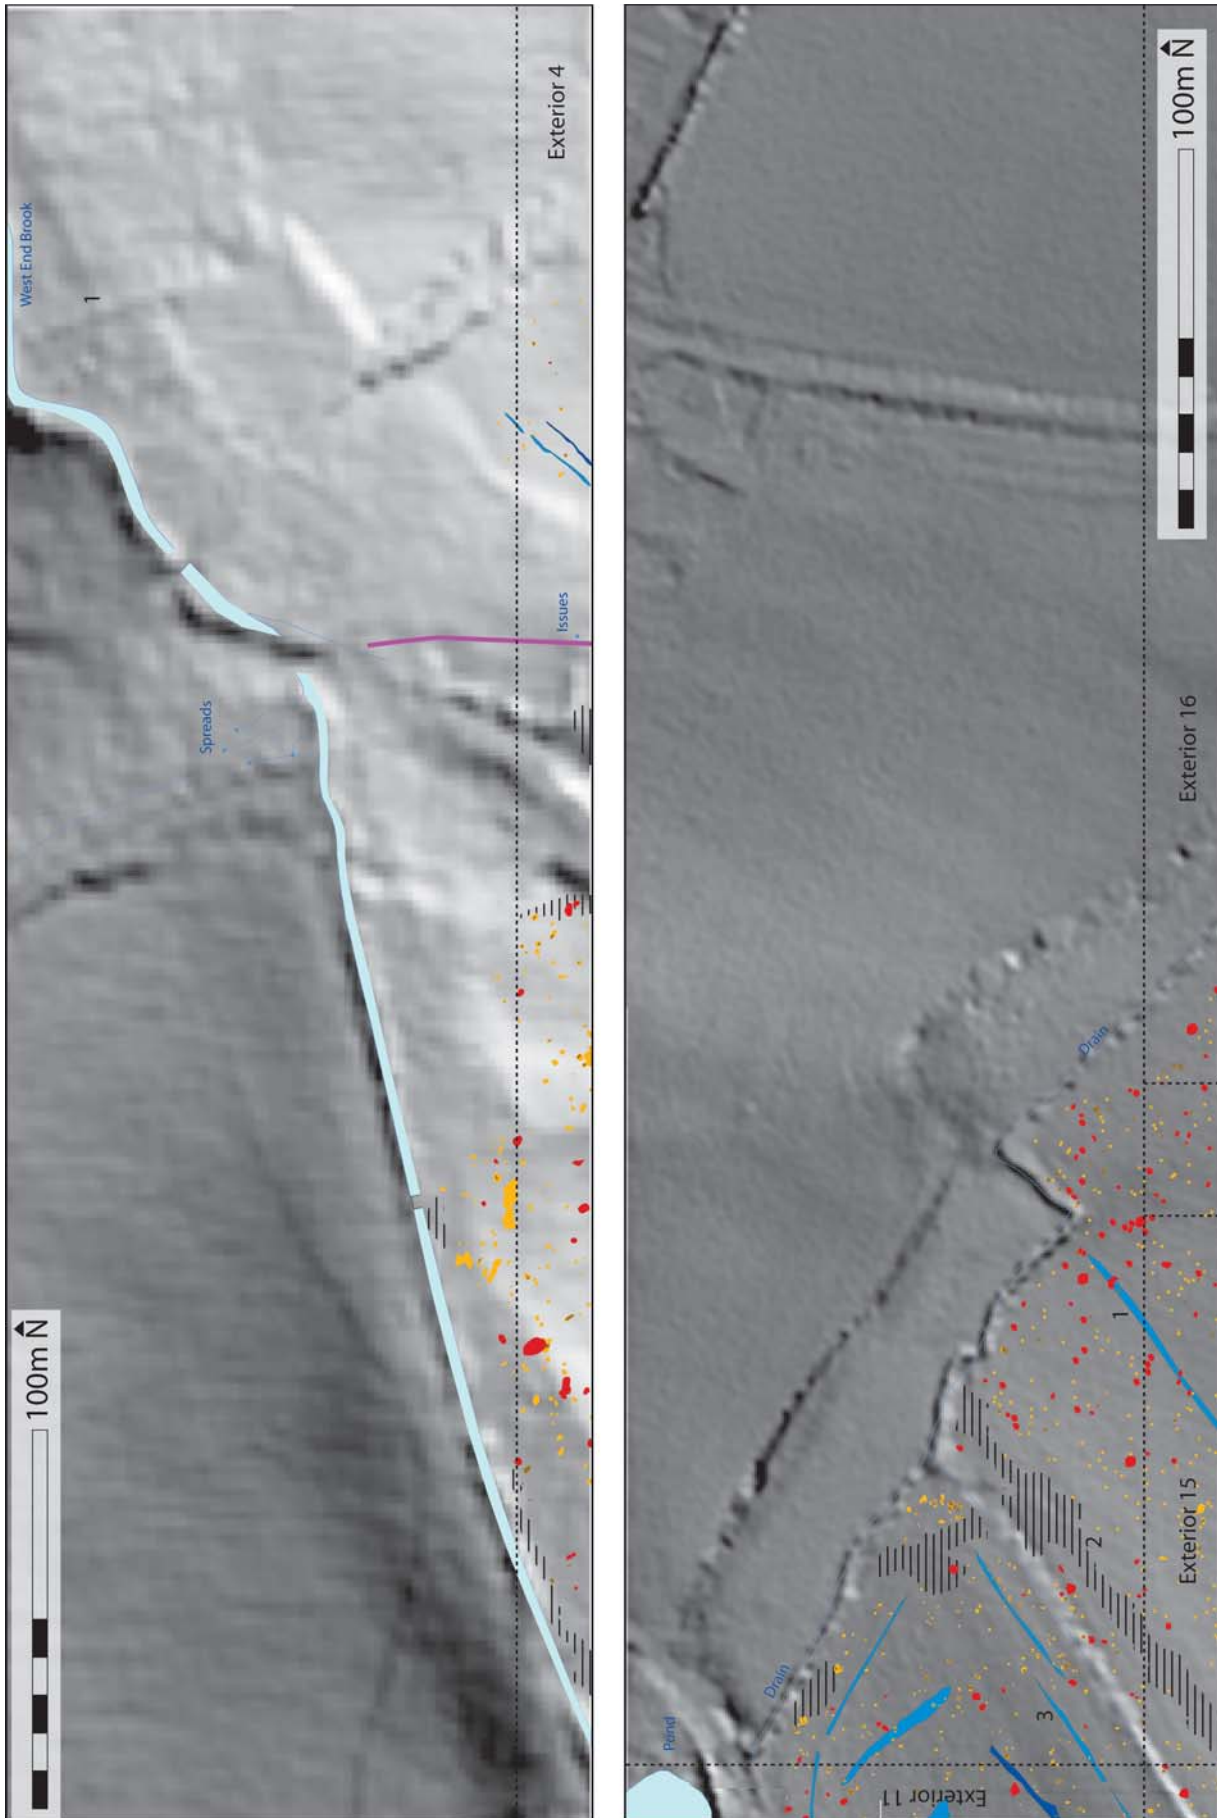 West End Brook
Exterior 4
1
Spreads
Issues
100m N
100m N
Exterior 16
Drain
1
2
Exterior 15
Drain
3
Pond
Exterior 11